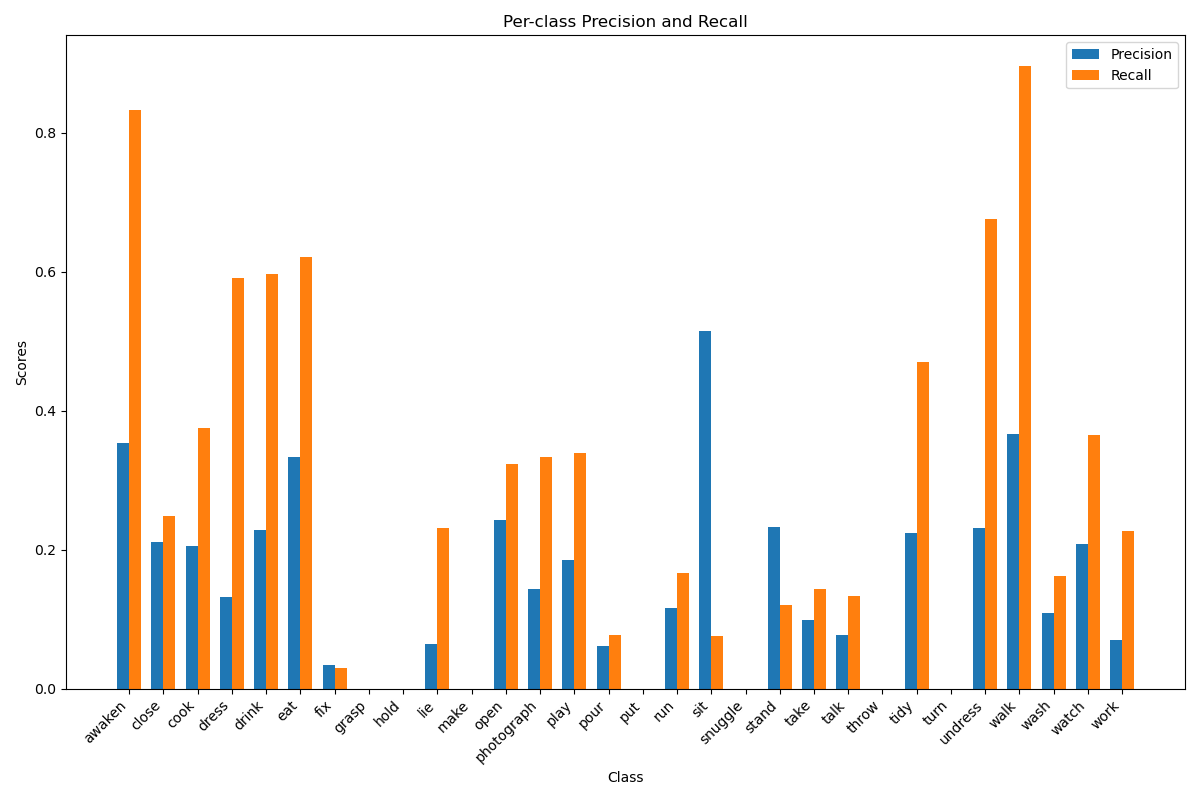 Per-class Precision and Recall
Precision
Recall
Scores
0.8
0.6
0.4
0.2
0.0
awaken
close
cook
dress
drink
eat
fix
grasp
hold
lie
make
open
photograph
play
pour
put
run
sit
snuggle
stand
take
talk
throw
tidy
turn
undress
walk
wash
watch
work
Class